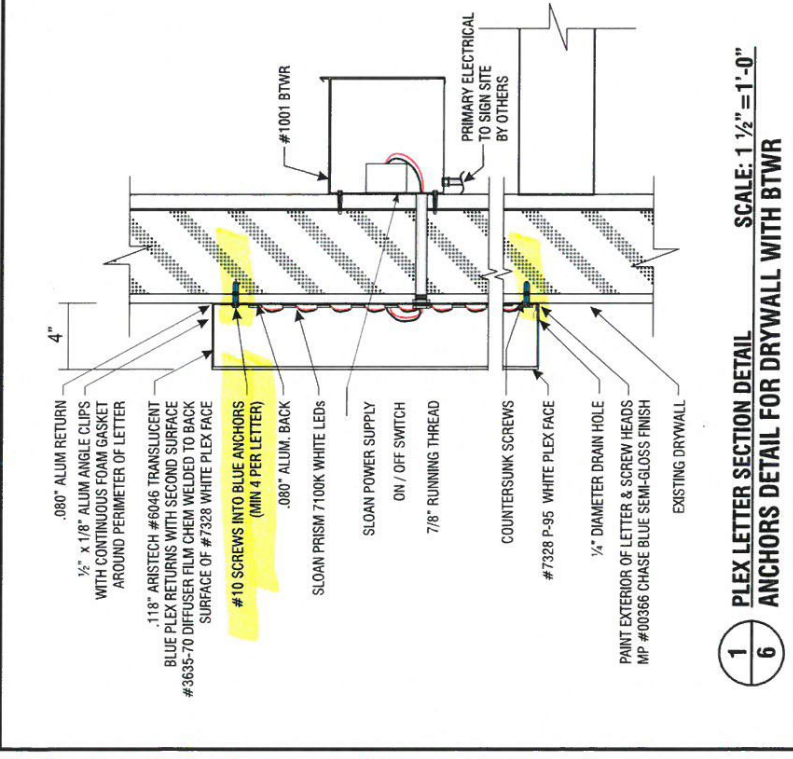 .080" ALUM RETURN
½" x 1/8" ALUM ANGLE CLIPS
WITH CONTINUOUS FOAM GASKET
AROUND PERIMETER OF LETTER
.118" ARISTECH #6046 TRANSLUCENT
BLUE PLEX RETURNS WITH SECOND SURFACE
#3635-70 DIFFUSER FILM CHEM WELDED TO BACK
SURFACE OF #7328 WHITE PLEX FACE
#10 SCREWS INTO BLUE ANCHORS
(MIN 4 PER LETTER)
.080" ALUM. BACK
SLOAN PRISM 7100K WHITE LEDs
SLOAN POWER SUPPLY
ON / OFF SWITCH
7/8" RUNNING THREAD
COUNTERSUNK SCREWS
#7328 P-95 WHITE PLEX FACE
¼" DIAMETER DRAIN HOLE
PAINT EXTERIOR OF LETTER & SCREW HEADS
MP #00366 CHASE BLUE SEMI-GLOSS FINISH
EXISTING DRYWALL
4"
#1001 BTWR
PRIMARY ELECTRICAL
TO SIGN SITE
BY OTHERS
1
6
PLEX LETTER SECTION DETAIL SCALE: 1 ½" = 1'-0"
ANCHORS DETAIL FOR DRYWALL WITH BTWR